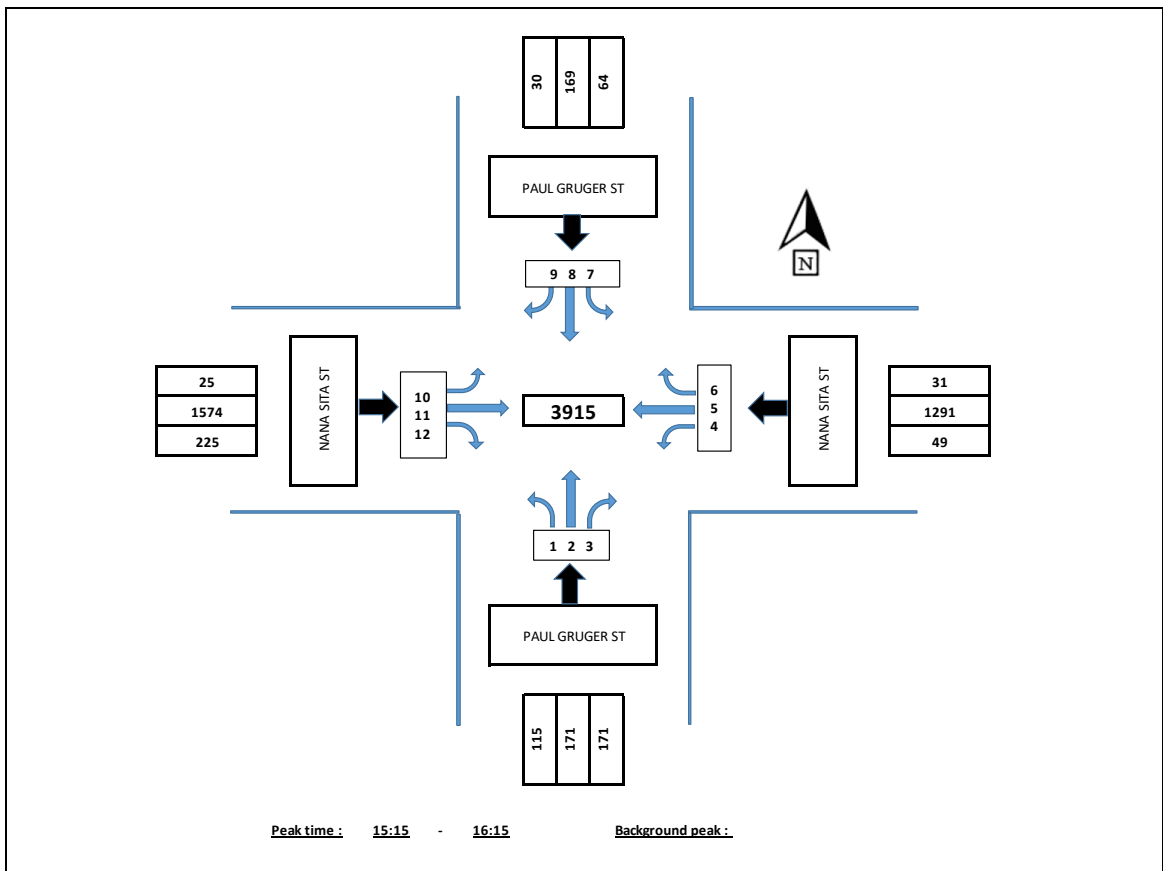 30 169 64
PAUL GRUGER ST
N
9 8 7
25
1574
225
NANA SITA ST
10
11
12
3915
6
5
4
NANA SITA ST
31
1291
49
1 2 3
PAUL GRUGER ST
115 171 171
Peak time : 15:15 - 16:15 Background peak :